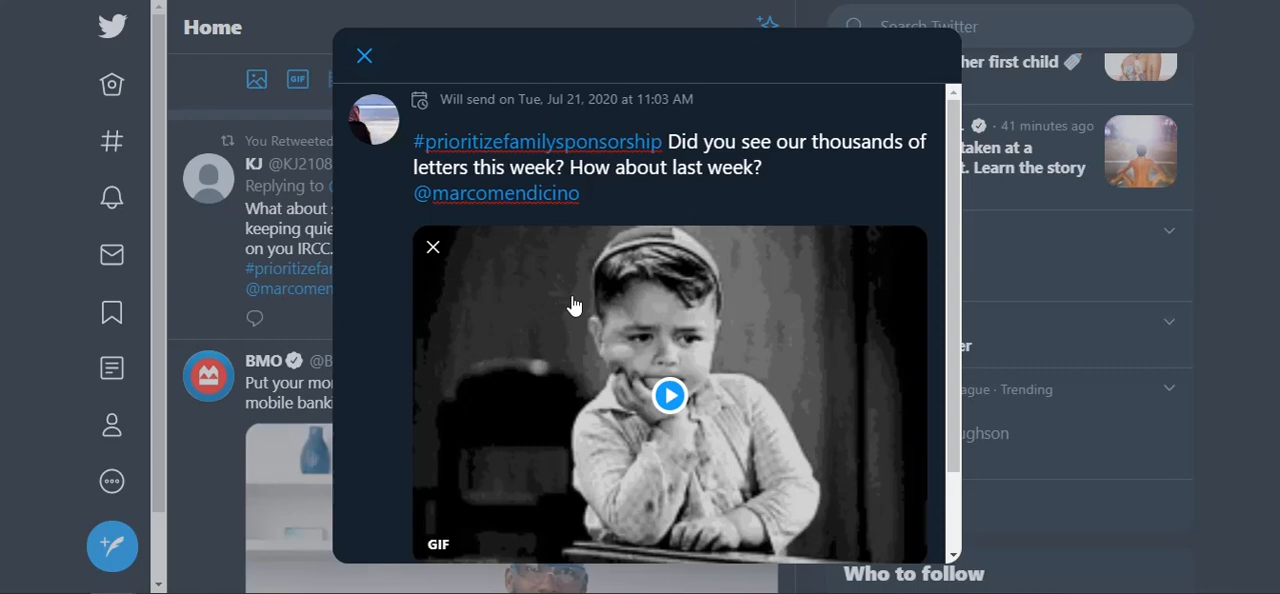 Home
Search Twitter
GIF
Will send on Tue, Jul 21, 2020 at 11:03 AM
#prioritizefamilysponsorship Did you see our thousands of
letters this week? How about last week?
@marcomendicino
GIF
You Retweeted
KJ @KJ2108
Replying to
What about
keeping quie
on you IRCC.
#prioritizefar
@marcomen
BMO @B
Put your mo
mobile bank
her first child
· 41 minutes ago
taken at a
t. Learn the story
er
ague · Trending
ughson
Who to follow